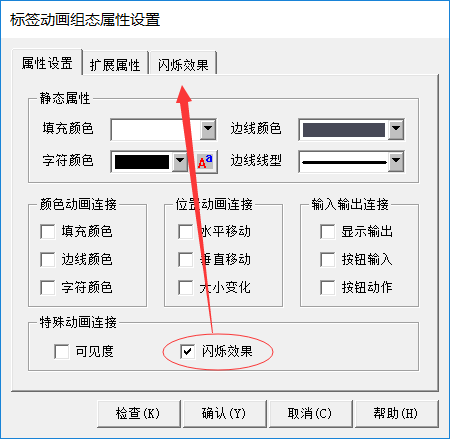 标签动画组态属性设置
属性设置 扩展属性 闪烁效果
静态属性
填充颜色 边线颜色
字符颜色 Aa 边线线型
颜色动画连接 位置动画连接 输入输出连接
填充颜色 水平移动 显示输出
边线颜色 垂直移动 按钮输入
字符颜色 大小变化 按钮动作
特殊动画连接
可见度 闪烁效果
检查(K) 确认(Y) 取消(C) 帮助(H)